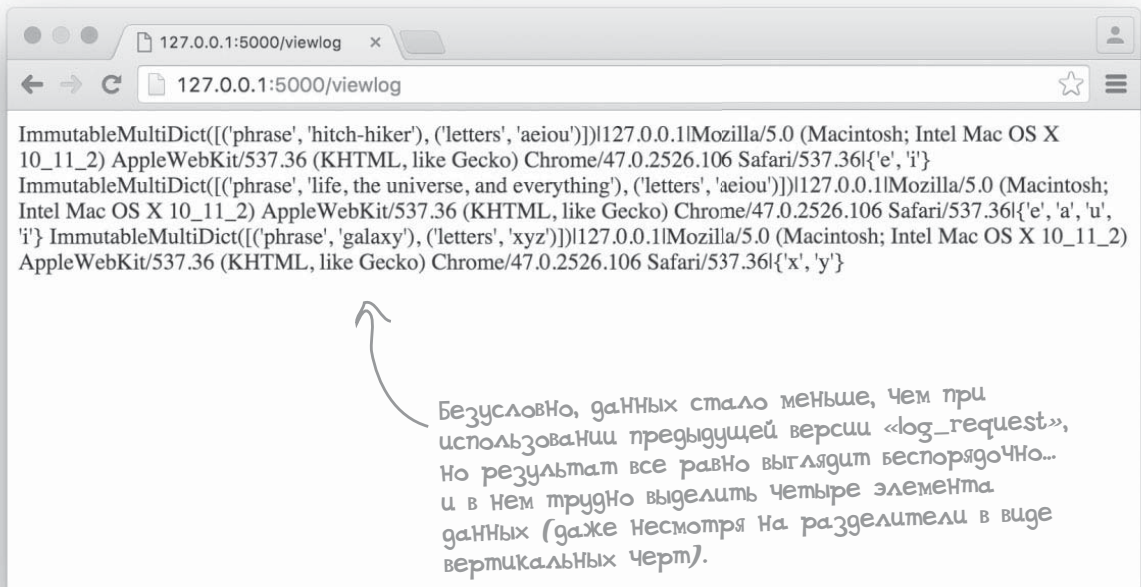 127.0.0.1:5000/viewlog
127.0.0.1:5000/viewlog
ImmutableMultiDict([('phrase', 'hitch-hiker'), ('letters', 'aeiou')])|127.0.0.1|Mozilla/5.0 (Macintosh; Intel Mac OS X
10_11_2) AppleWebKit/537.36 (KHTML, like Gecko) Chrome/47.0.2526.106 Safari/537.36|{'e', 'i'}
ImmutableMultiDict([('phrase', 'life, the universe, and everything'), ('letters', 'aeiou')])|127.0.0.1|Mozilla/5.0 (Macintosh;
Intel Mac OS X 10_11_2) AppleWebKit/537.36 (KHTML, like Gecko) Chrome/47.0.2526.106 Safari/537.36|{'e', 'a', 'u',
'i'} ImmutableMultiDict([('phrase', 'galaxy'), ('letters', 'xyz')])|127.0.0.1|Mozilla/5.0 (Macintosh; Intel Mac OS X 10_11_2)
AppleWebKit/537.36 (KHTML, like Gecko) Chrome/47.0.2526.106 Safari/537.36|{'x', 'y'}
Безусловно, данных стало меньше, чем при
использовании предыдущей версии «log_request»,
но результат все равно выглядит беспорядочно...
и в нем трудно выделить четыре элемента
данных (даже несмотря на разделители в виде
вертикальных черт).